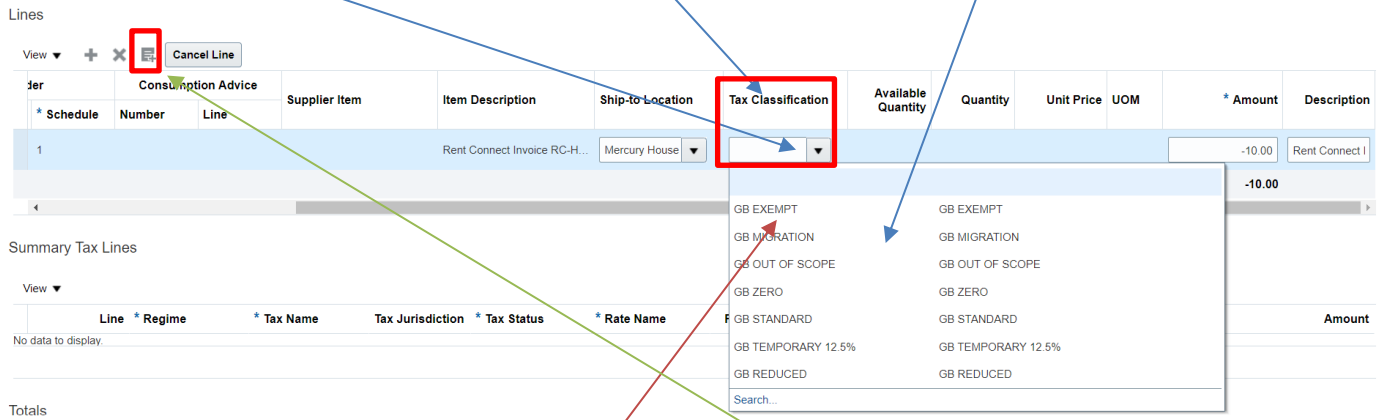 Lines
View ▼ Cancel Line
der Consumption Advice Supplier Item Item Description Ship-to Location Tax Classification Available Quantity Quantity Unit Price UOM * Amount Description
* Schedule Number Line
1 Rent Connect Invoice RC-H... Mercury House -10.00 Rent Connect I
-10.00
GB EXEMPT GB EXEMPT
GB MIGRATION GB MIGRATION
GB OUT OF SCOPE GB OUT OF SCOPE
GB ZERO GB ZERO
GB STANDARD GB STANDARD
GB TEMPORARY 12.5% GB TEMPORARY 12.5%
GB REDUCED GB REDUCED
Search...
Summary Tax Lines
View ▼
Line * Regime * Tax Name Tax Jurisdiction * Tax Status * Rate Name Amount
No data to display.
Totals